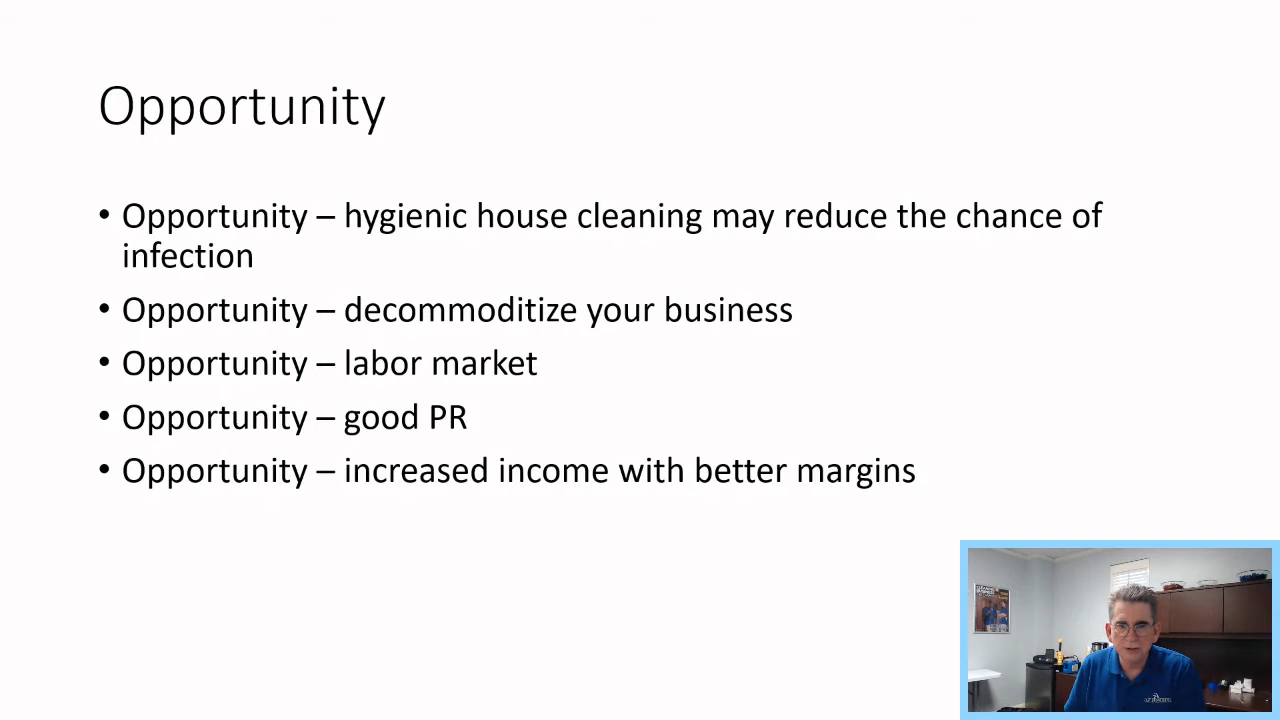 Opportunity
• Opportunity – hygienic house cleaning may reduce the chance of
infection
• Opportunity – decommoditize your business
• Opportunity – labor market
• Opportunity – good PR
• Opportunity – increased income with better margins